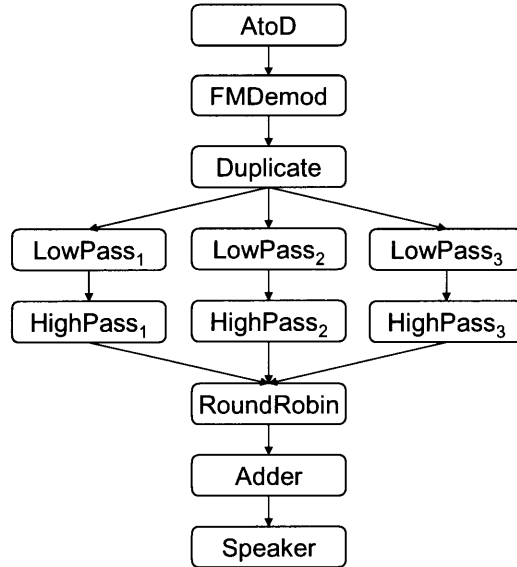 AtoD
FMDemod
Duplicate
LowPass₁ LowPass₂ LowPass₃
HighPass₁ HighPass₂ HighPass₃
RoundRobin
Adder
Speaker